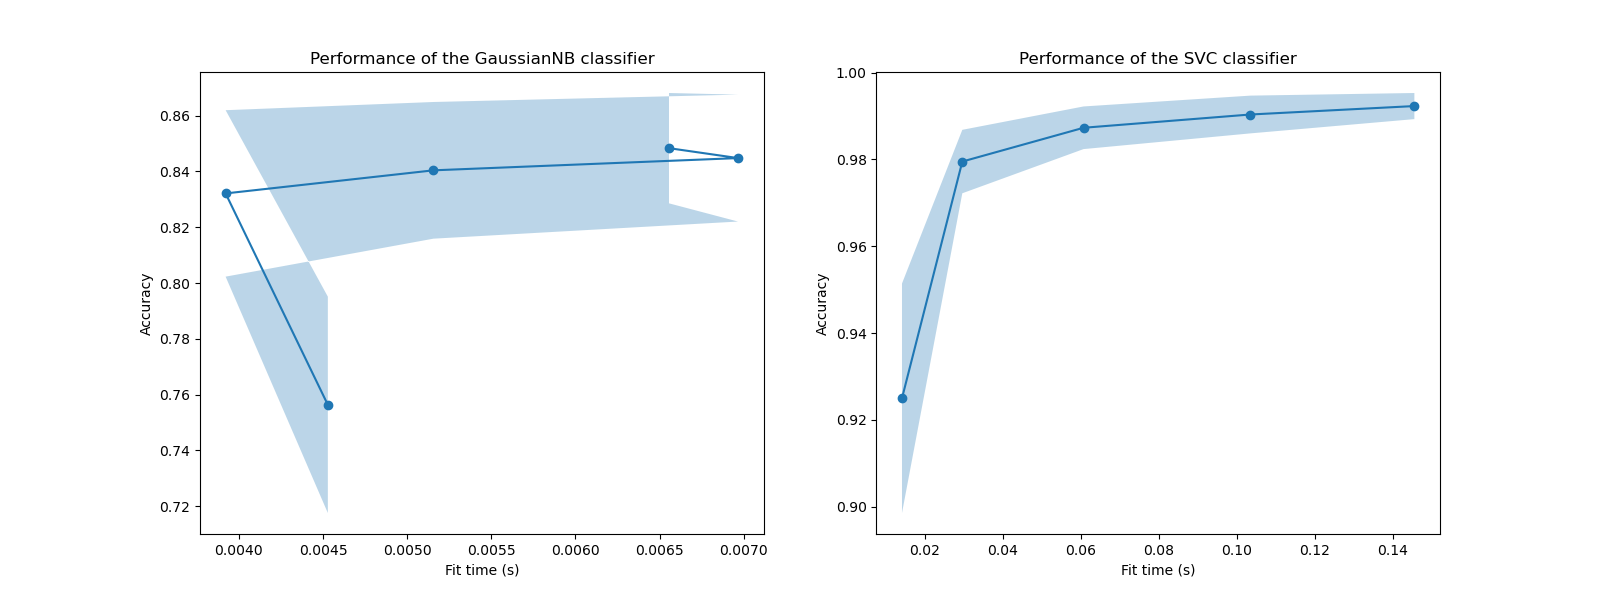 Performance of the GaussianNB classifier
Accuracy
0.86
0.84
0.82
0.80
0.78
0.76
0.74
0.72
0.0040 0.0045 0.0050 0.0055 0.0060 0.0065 0.0070
Fit time (s)
Performance of the SVC classifier
Accuracy
1.00
0.98
0.96
0.94
0.92
0.90
0.02 0.04 0.06 0.08 0.10 0.12 0.14
Fit time (s)